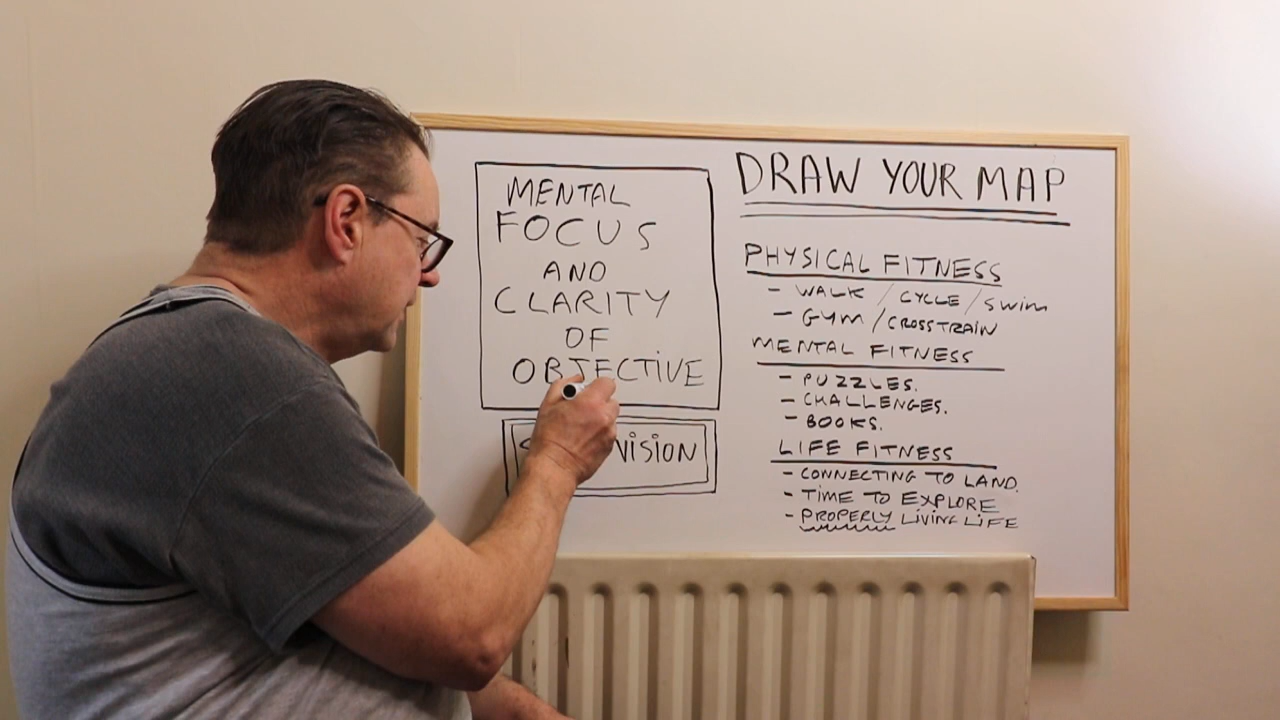 MENTAL
FOCUS
AND
CLARITY
OF
OBJECTIVE
VISION
DRAW YOUR MAP
PHYSICAL FITNESS
- WALK / CYCLE / SWIM
- GYM / CROSSTRAIN
MENTAL FITNESS
- PUZZLES.
- CHALLENGES.
- BOOKS.
LIFE FITNESS
- CONNECTING TO LAND.
- TIME TO EXPLORE
- PROPERLY LIVING LIFE